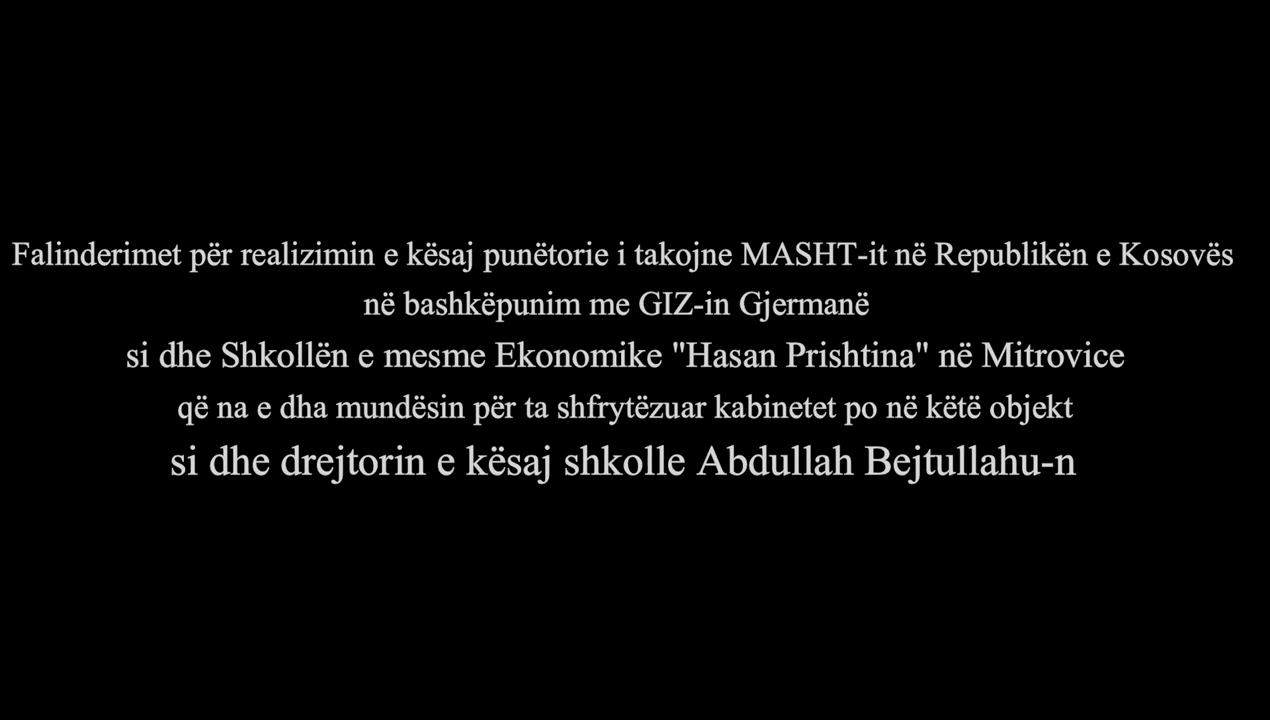 Falinderimet për realizimin e kësaj punëtorie i takojne MASHT-it në Republikën e Kosovës
në bashkëpunim me GIZ-in Gjermanë
si dhe Shkollën e mesme Ekonomike "Hasan Prishtina" në Mitrovice
që na e dha mundësin për ta shfrytëzuar kabinetet po në këtë objekt
si dhe drejtorin e kësaj shkolle Abdullah Bejtullahu-n